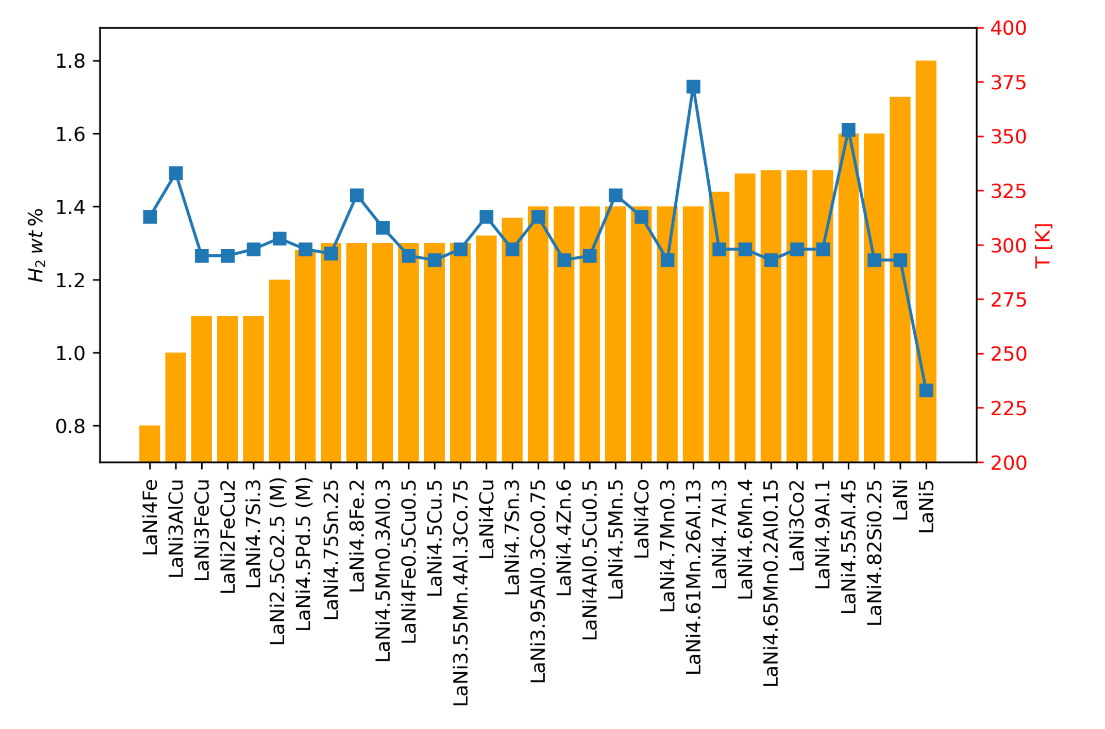 1.8
1.6
1.4
1.2
1.0
0.8
H2 wt %
400
375
350
325
300
275
250
225
200
T [K]
LaNi4Fe
LaNi3AlCu
LaNi3FeCu
LaNi2FeCu2
LaNi4.7Si.3
LaNi2.5Co2.5 (M)
LaNi4.5Pd.5 (M)
LaNi4.75Sn.25
LaNi4.8Fe.2
LaNi4.5Mn0.3Al0.3
LaNi4Fe0.5Cu0.5
LaNi4.5Cu.5
LaNi3.55Mn.4Al.3Co.75
LaNi4Cu
LaNi4.7Sn.3
LaNi3.95Al0.3Co0.75
LaNi4.4Zn.6
LaNi4Al0.5Cu0.5
LaNi4.5Mn.5
LaNi4Co
LaNi4.7Mn0.3
LaNi4.61Mn.26Al.13
LaNi4.7Al.3
LaNi4.6Mn.4
LaNi4.65Mn0.2Al0.15
LaNi3Co2
LaNi4.9Al.1
LaNi4.55Al.45
LaNi4.82Si0.25
LaNi
LaNi5